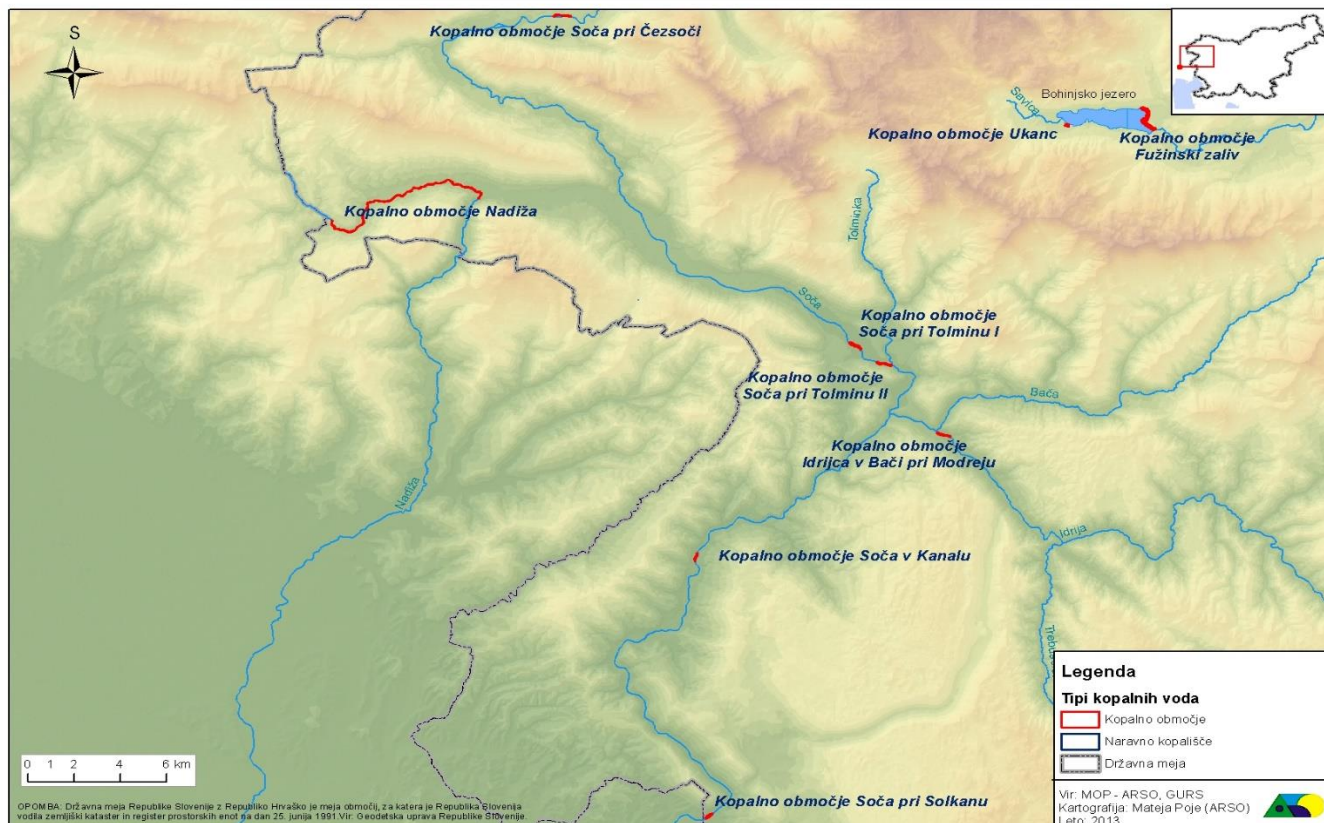 Kopalno območje Soča pri Čezsoči
S
Bohinjsko jezero
Savica
Kopalno območje Ukanc
Kopalno območje
Fužinski zaliv
Kopalno območje Nadiža
Tolminka
Soča
Kopalno območje
Soča pri Tolminu I
Kopalno območje
Soča pri Tolminu II
Bača
Kopalno območje
Idrijca v Bači pri Modreju
Nadiža
Idrija
Kopalno območje Soča v Kanalu
Legenda
Tipi kopalnih voda
Kopalno območje
Naravno kopališče
Državna meja
0 1 2 4 6 km
Kopalno območje Soča pri Solkanu
OPOMBA: Državna meja Republike Slovenije z Republiko Hrvaško je meja območij, za katera je Republika Slovenija
vodila zemljiški kataster in register prostorskih enot na dan 25. junija 1991.Vir: Geodetska uprava Republike Slovenije.
Vir: MOP - ARSO, GURS
Kartografija: Mateja Poje (ARSO)
Leto: 2013